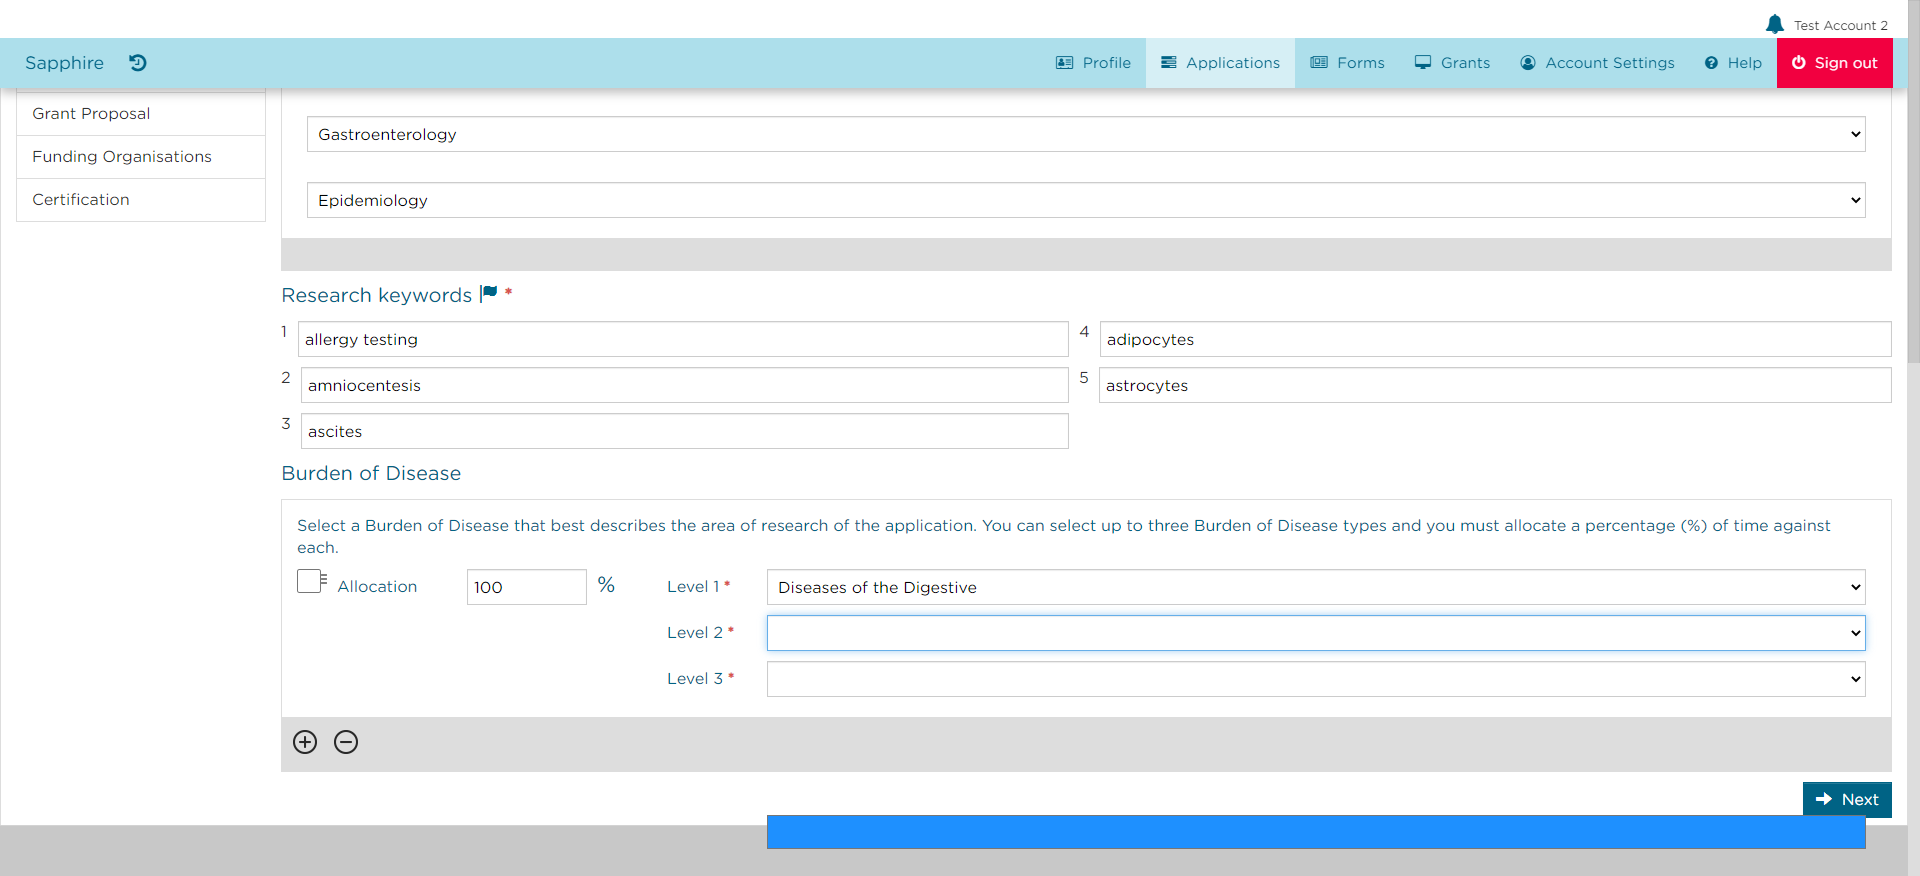 Test Account 2
Sapphire Profile Applications Forms Grants Account Settings Help Sign out
Grant Proposal
Funding Organisations
Certification
Gastroenterology
Epidemiology
Research keywords *
1 allergy testing
4 adipocytes
2 amniocentesis
5 astrocytes
3 ascites
Burden of Disease
Select a Burden of Disease that best describes the area of research of the application. You can select up to three Burden of Disease types and you must allocate a percentage (%) of time against
each.
Allocation 100 % Level 1 * Diseases of the Digestive
Level 2 *
Level 3 *
Next